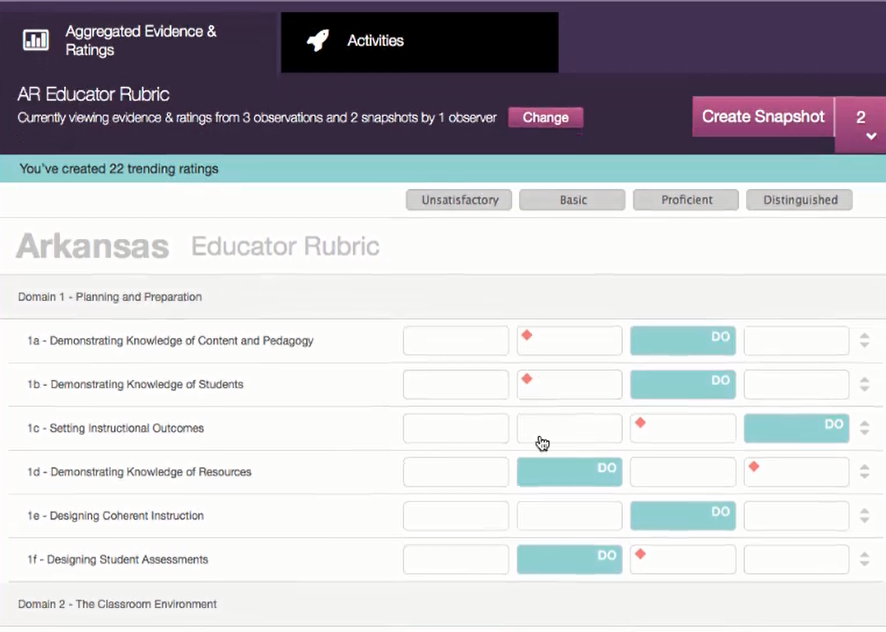 Aggregated Evidence &
Ratings
Activities
AR Educator Rubric
Currently viewing evidence & ratings from 3 observations and 2 snapshots by 1 observer
Change
Create Snapshot
2
You've created 22 trending ratings
Unsatisfactory Basic Proficient Distinguished
Arkansas Educator Rubric
Domain 1 - Planning and Preparation
1a - Demonstrating Knowledge of Content and Pedagogy DO
1b - Demonstrating Knowledge of Students DO
1c - Setting Instructional Outcomes DO
1d - Demonstrating Knowledge of Resources DO
1e - Designing Coherent Instruction DO
1f - Designing Student Assessments DO
Domain 2 - The Classroom Environment